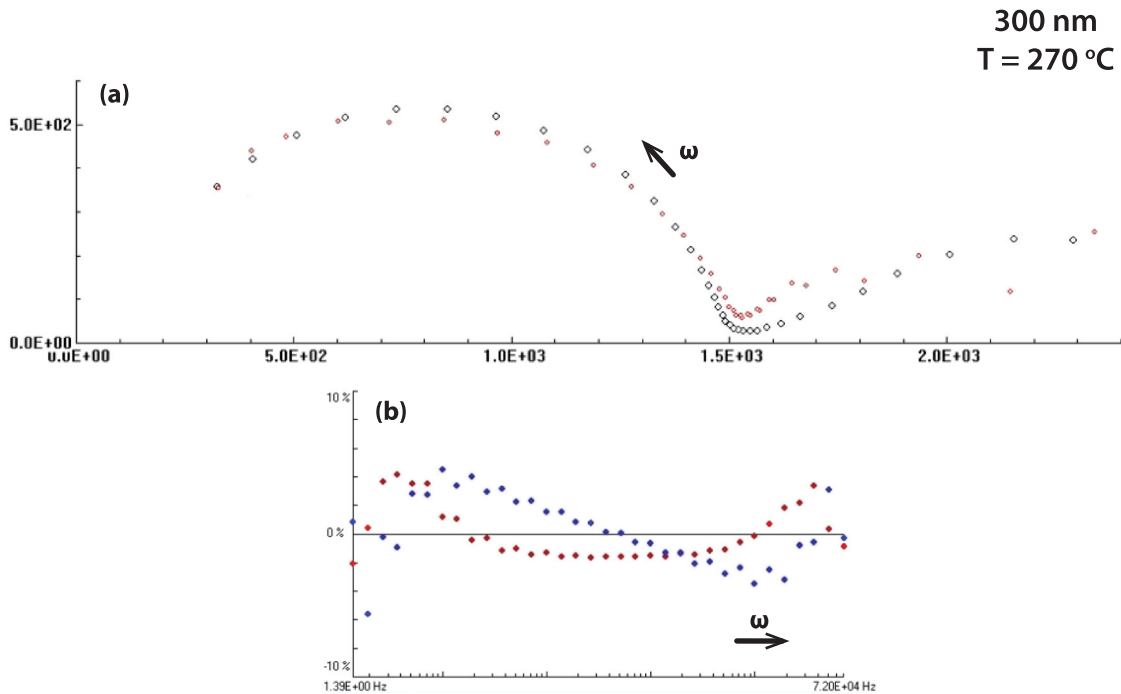 300 nm
T = 270 °C
(a)
5.0E+02
ω
0.0E+00
0.0E+00 5.0E+02 1.0E+03 1.5E+03 2.0E+03
10 %
(b)
0 %
ω
-10 %
1.39E+00 Hz 7.20E+04 Hz